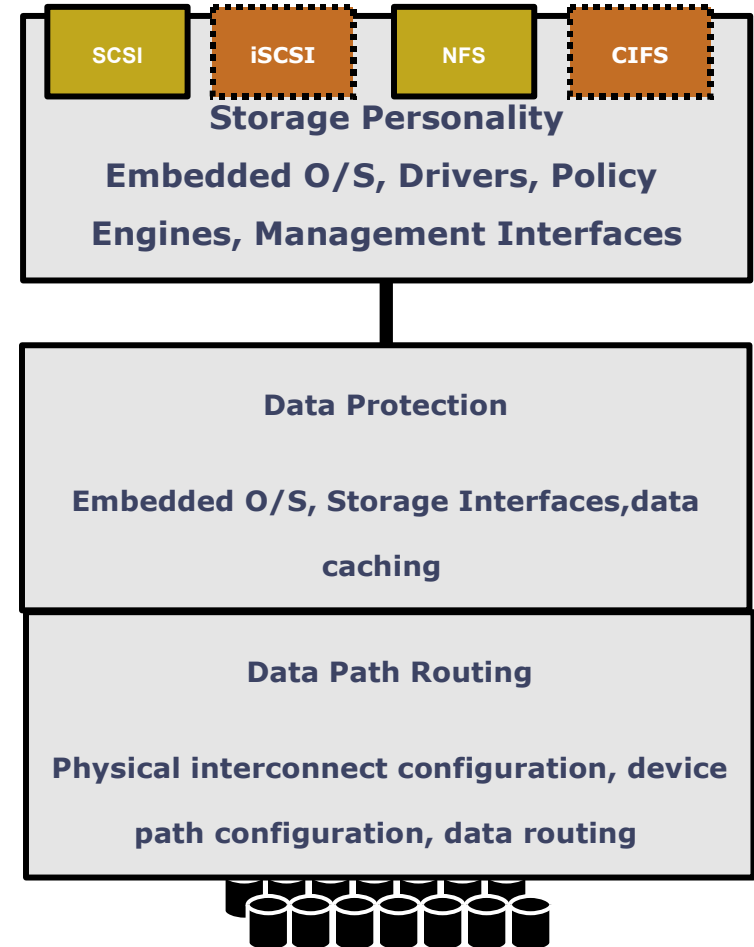 SCSI
iSCSI
NFS
CIFS
Storage Personality
Embedded O/S, Drivers, Policy
Engines, Management Interfaces
Data Protection
Embedded O/S, Storage Interfaces,data
caching
Data Path Routing
Physical interconnect configuration, device
path configuration, data routing